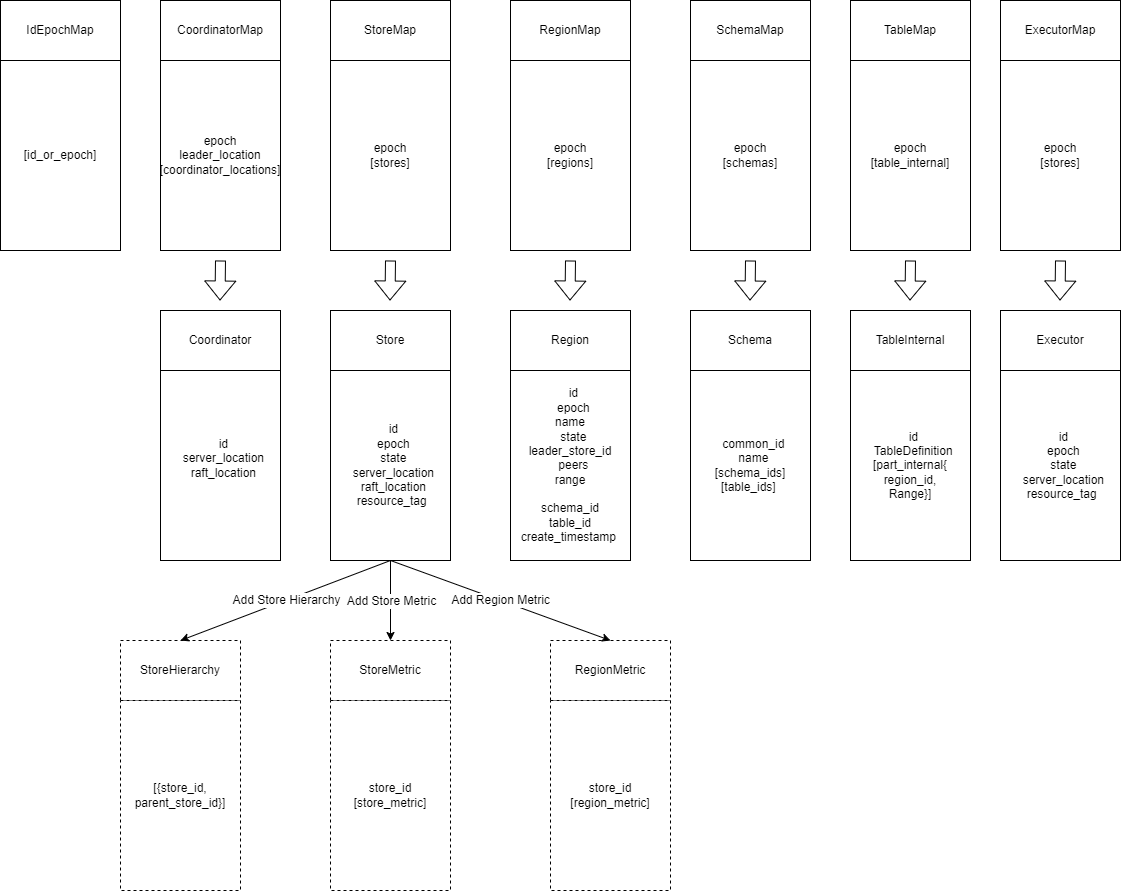 IdEpochMap
CoordinatorMap
StoreMap
RegionMap
SchemaMap
TableMap
ExecutorMap
[id_or_epoch]
epoch
leader_location
[coordinator_locations]
epoch
[stores]
epoch
[regions]
epoch
[schemas]
epoch
[table_internal]
epoch
[stores]
Coordinator
Store
Region
Schema
TableInternal
Executor
id
server_location
raft_location
id
epoch
state
server_location
raft_location
resource_tag
id
epoch
name
state
leader_store_id
peers
range
schema_id
table_id
create_timestamp
common_id
name
[schema_ids]
[table_ids]
id
TableDefinition
[part_internal{
region_id,
Range}]
id
epoch
state
server_location
resource_tag
Add Store Hierarchy
Add Store Metric
Add Region Metric
StoreHierarchy
StoreMetric
RegionMetric
[{store_id,
parent_store_id}]
store_id
[store_metric]
store_id
[region_metric]